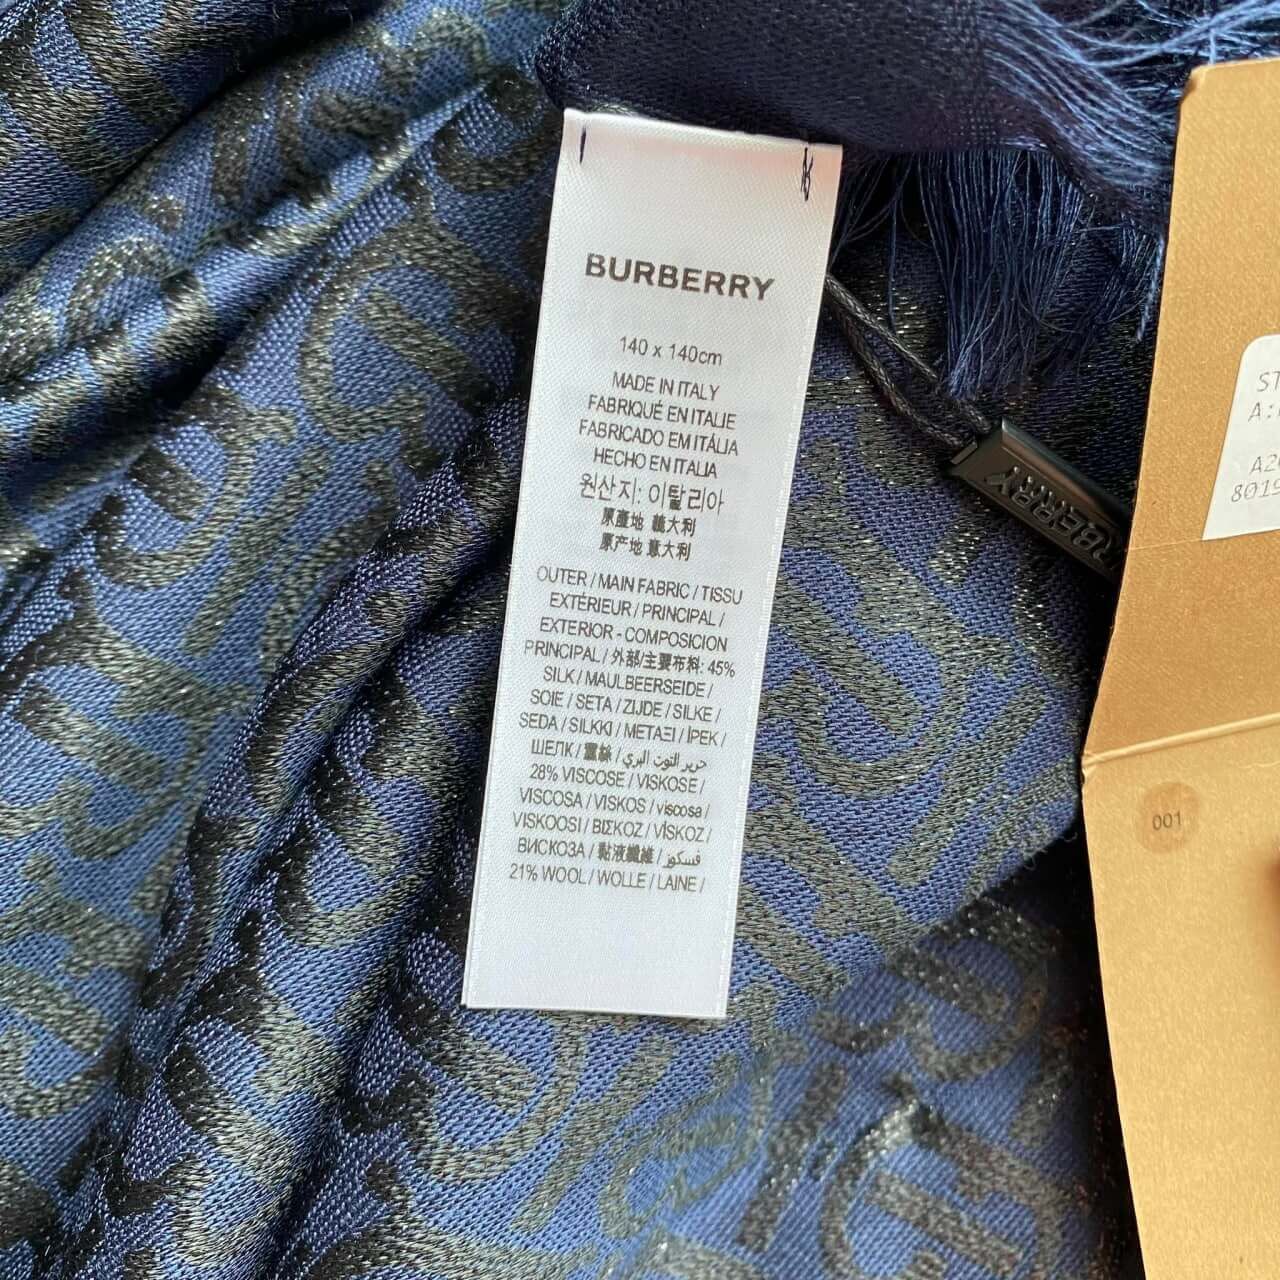 BURBERRY
140 x 140cm
MADE IN ITALY
FABRIQUÉ EN ITALIE
FABRICADO EM ITÁLIA
HECHO EN ITALIA
원산지: 이탈리아
原產地 義大利
原产地 意大利
OUTER / MAIN FABRIC / TISSU
EXTÉRIEUR / PRINCIPAL /
EXTERIOR - COMPOSICION
PRINCIPAL / 外部/主要布料: 45%
SILK / MAULBEERSEIDE /
SOIE / SETA / ZIJDE / SILKE /
SEDA / SILKKI / ΜΕΤΑΞΙ / İPEK /
ШЕЛК / 蠶絲 / حرير التوت البري /
28% VISCOSE / VISKOSE /
VISCOSA / VISKOS / viscosa /
VISKOOSI / ΒΙΣΚΟΖ / VİSKOZ /
ВИСКОЗА / 黏液纖維 / فسكوز /
21% WOOL / WOLLE / LAINE /
RBERRY
ST
A:
A2
8019
001